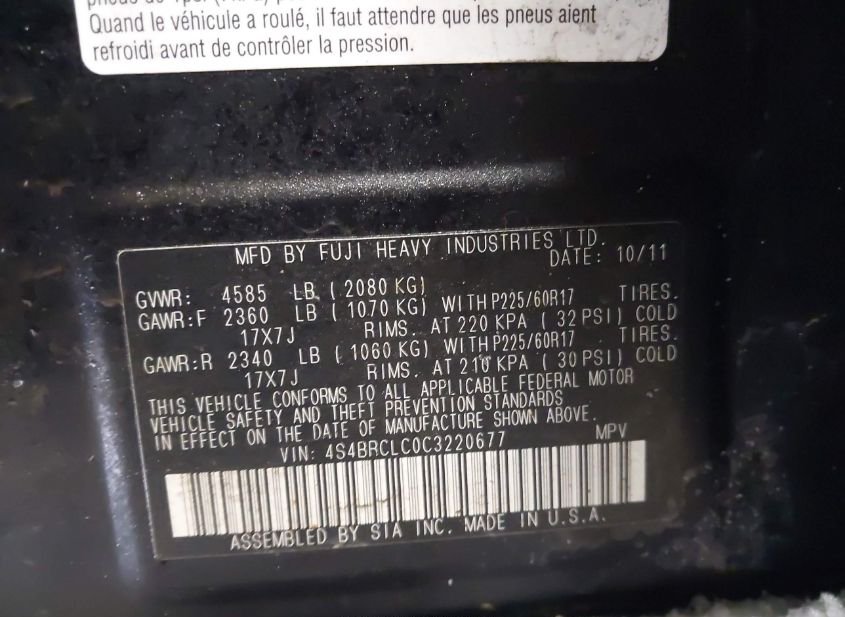 Quand le véhicule a roulé, il faut attendre que les pneus aient
refroidi avant de contrôler la pression.
MFD BY FUJI HEAVY INDUSTRIES LTD.
DATE: 10/11
GVWR: 4585 LB ( 2080 KG)
GAWR:F 2360 LB ( 1070 KG) WITH P225/60R17 TIRES.
17X7J RIMS. AT 220 KPA ( 32 PSI) COLD
GAWR:R 2340 LB ( 1060 KG) WITH P225/60R17 TIRES.
17X7J RIMS. AT 210 KPA ( 30 PSI) COLD
THIS VEHICLE CONFORMS TO ALL APPLICABLE FEDERAL MOTOR
VEHICLE SAFETY AND THEFT PREVENTION STANDARDS
IN EFFECT ON THE DATE OF MANUFACTURE SHOWN ABOVE.
VIN: 4S4BRCLC0C3220677 MPV
ASSEMBLED BY SIA INC. MADE IN U.S.A.